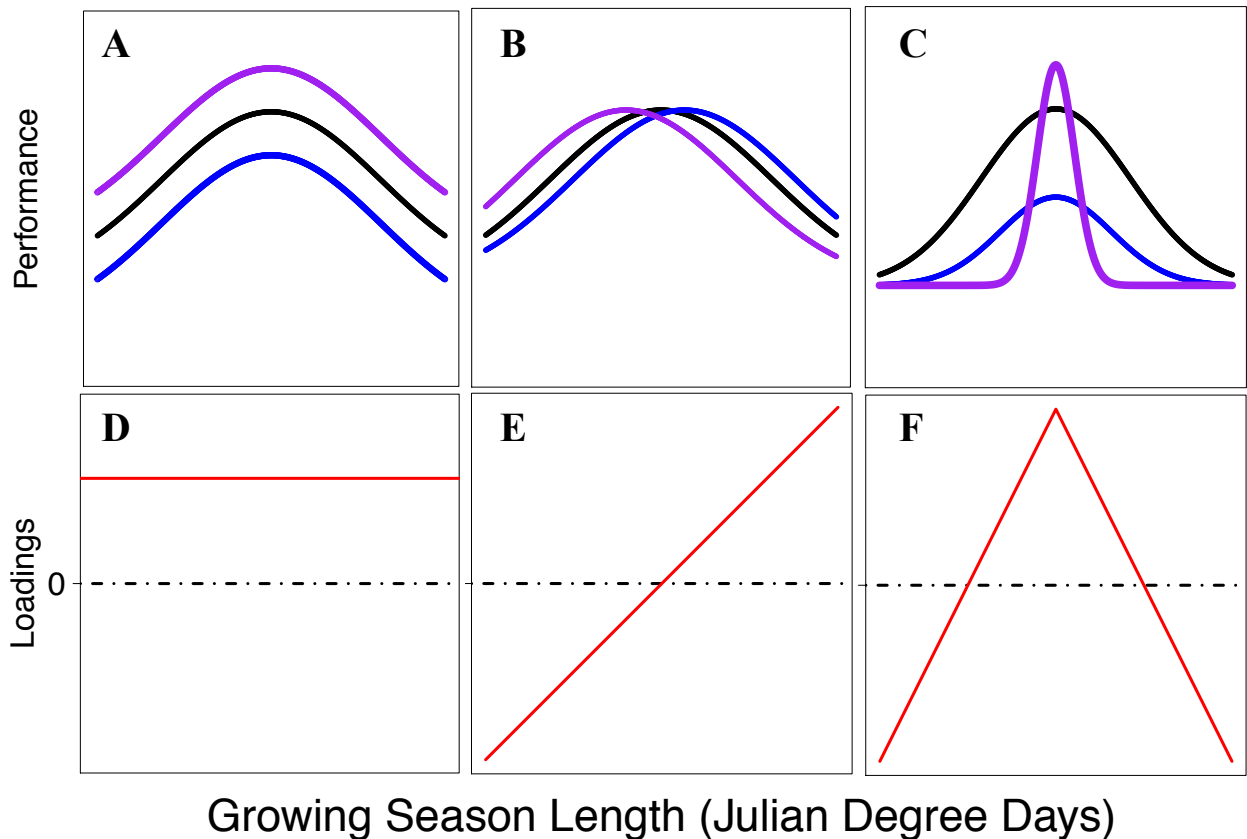 A
B
C
Performance
D
E
F
Loadings
0
Growing Season Length (Julian Degree Days)